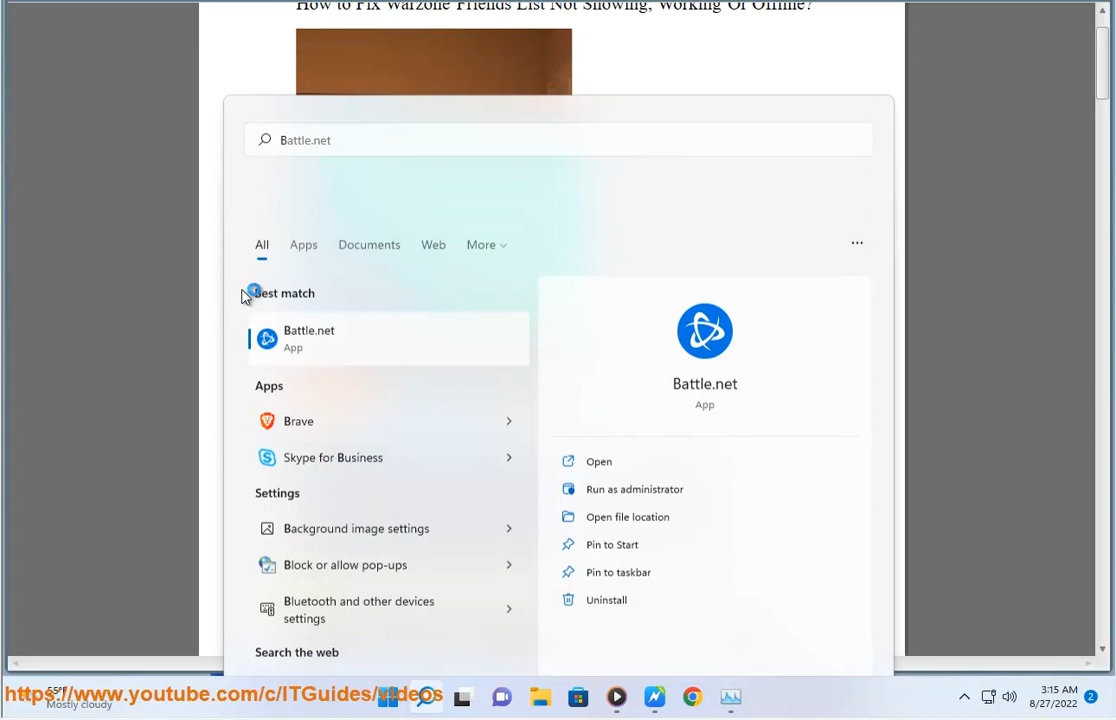 How to Fix Warzone Friends List Not Showing, Working Or Offline?
Battle.net
All Apps Documents Web More
Best match
Battle.net
App
Apps
Brave
Skype for Business
Settings
Background image settings
Block or allow pop-ups
Bluetooth and other devices
settings
Search the web
Battle.net
App
Open
Run as administrator
Open file location
Pin to Start
Pin to taskbar
Uninstall
https://www.youtube.com/c/ITGuides/videos
Mostly cloudy
3:15 AM
8/27/2022
2